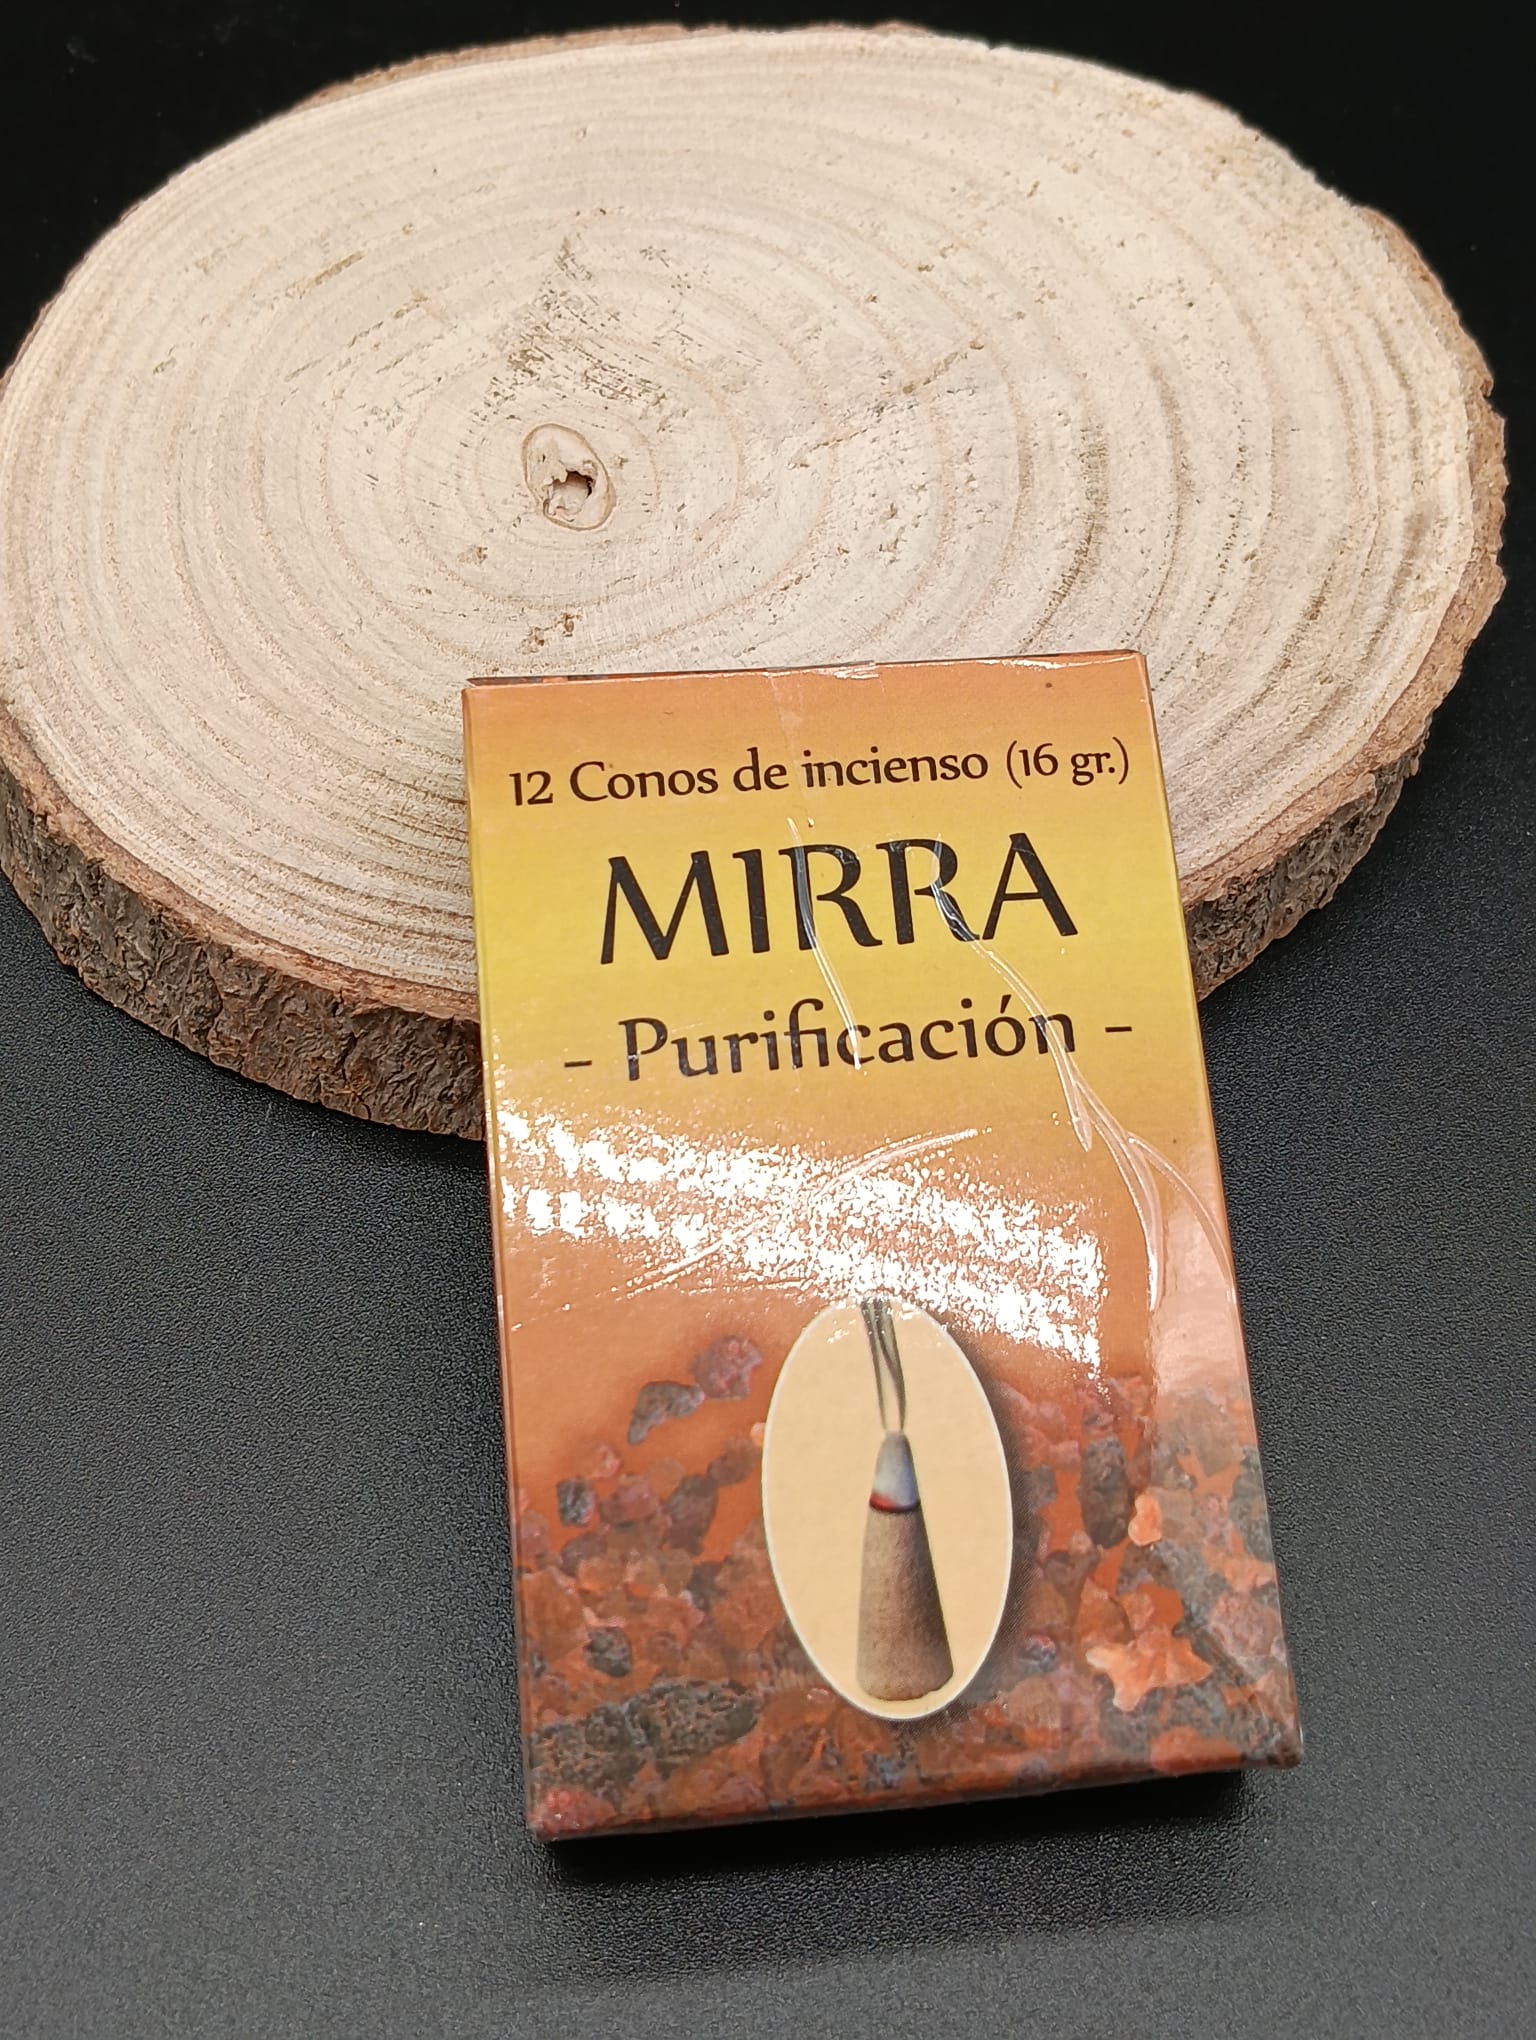 12 Conos de incienso (16 gr.)
MIRRA
- Purificación -